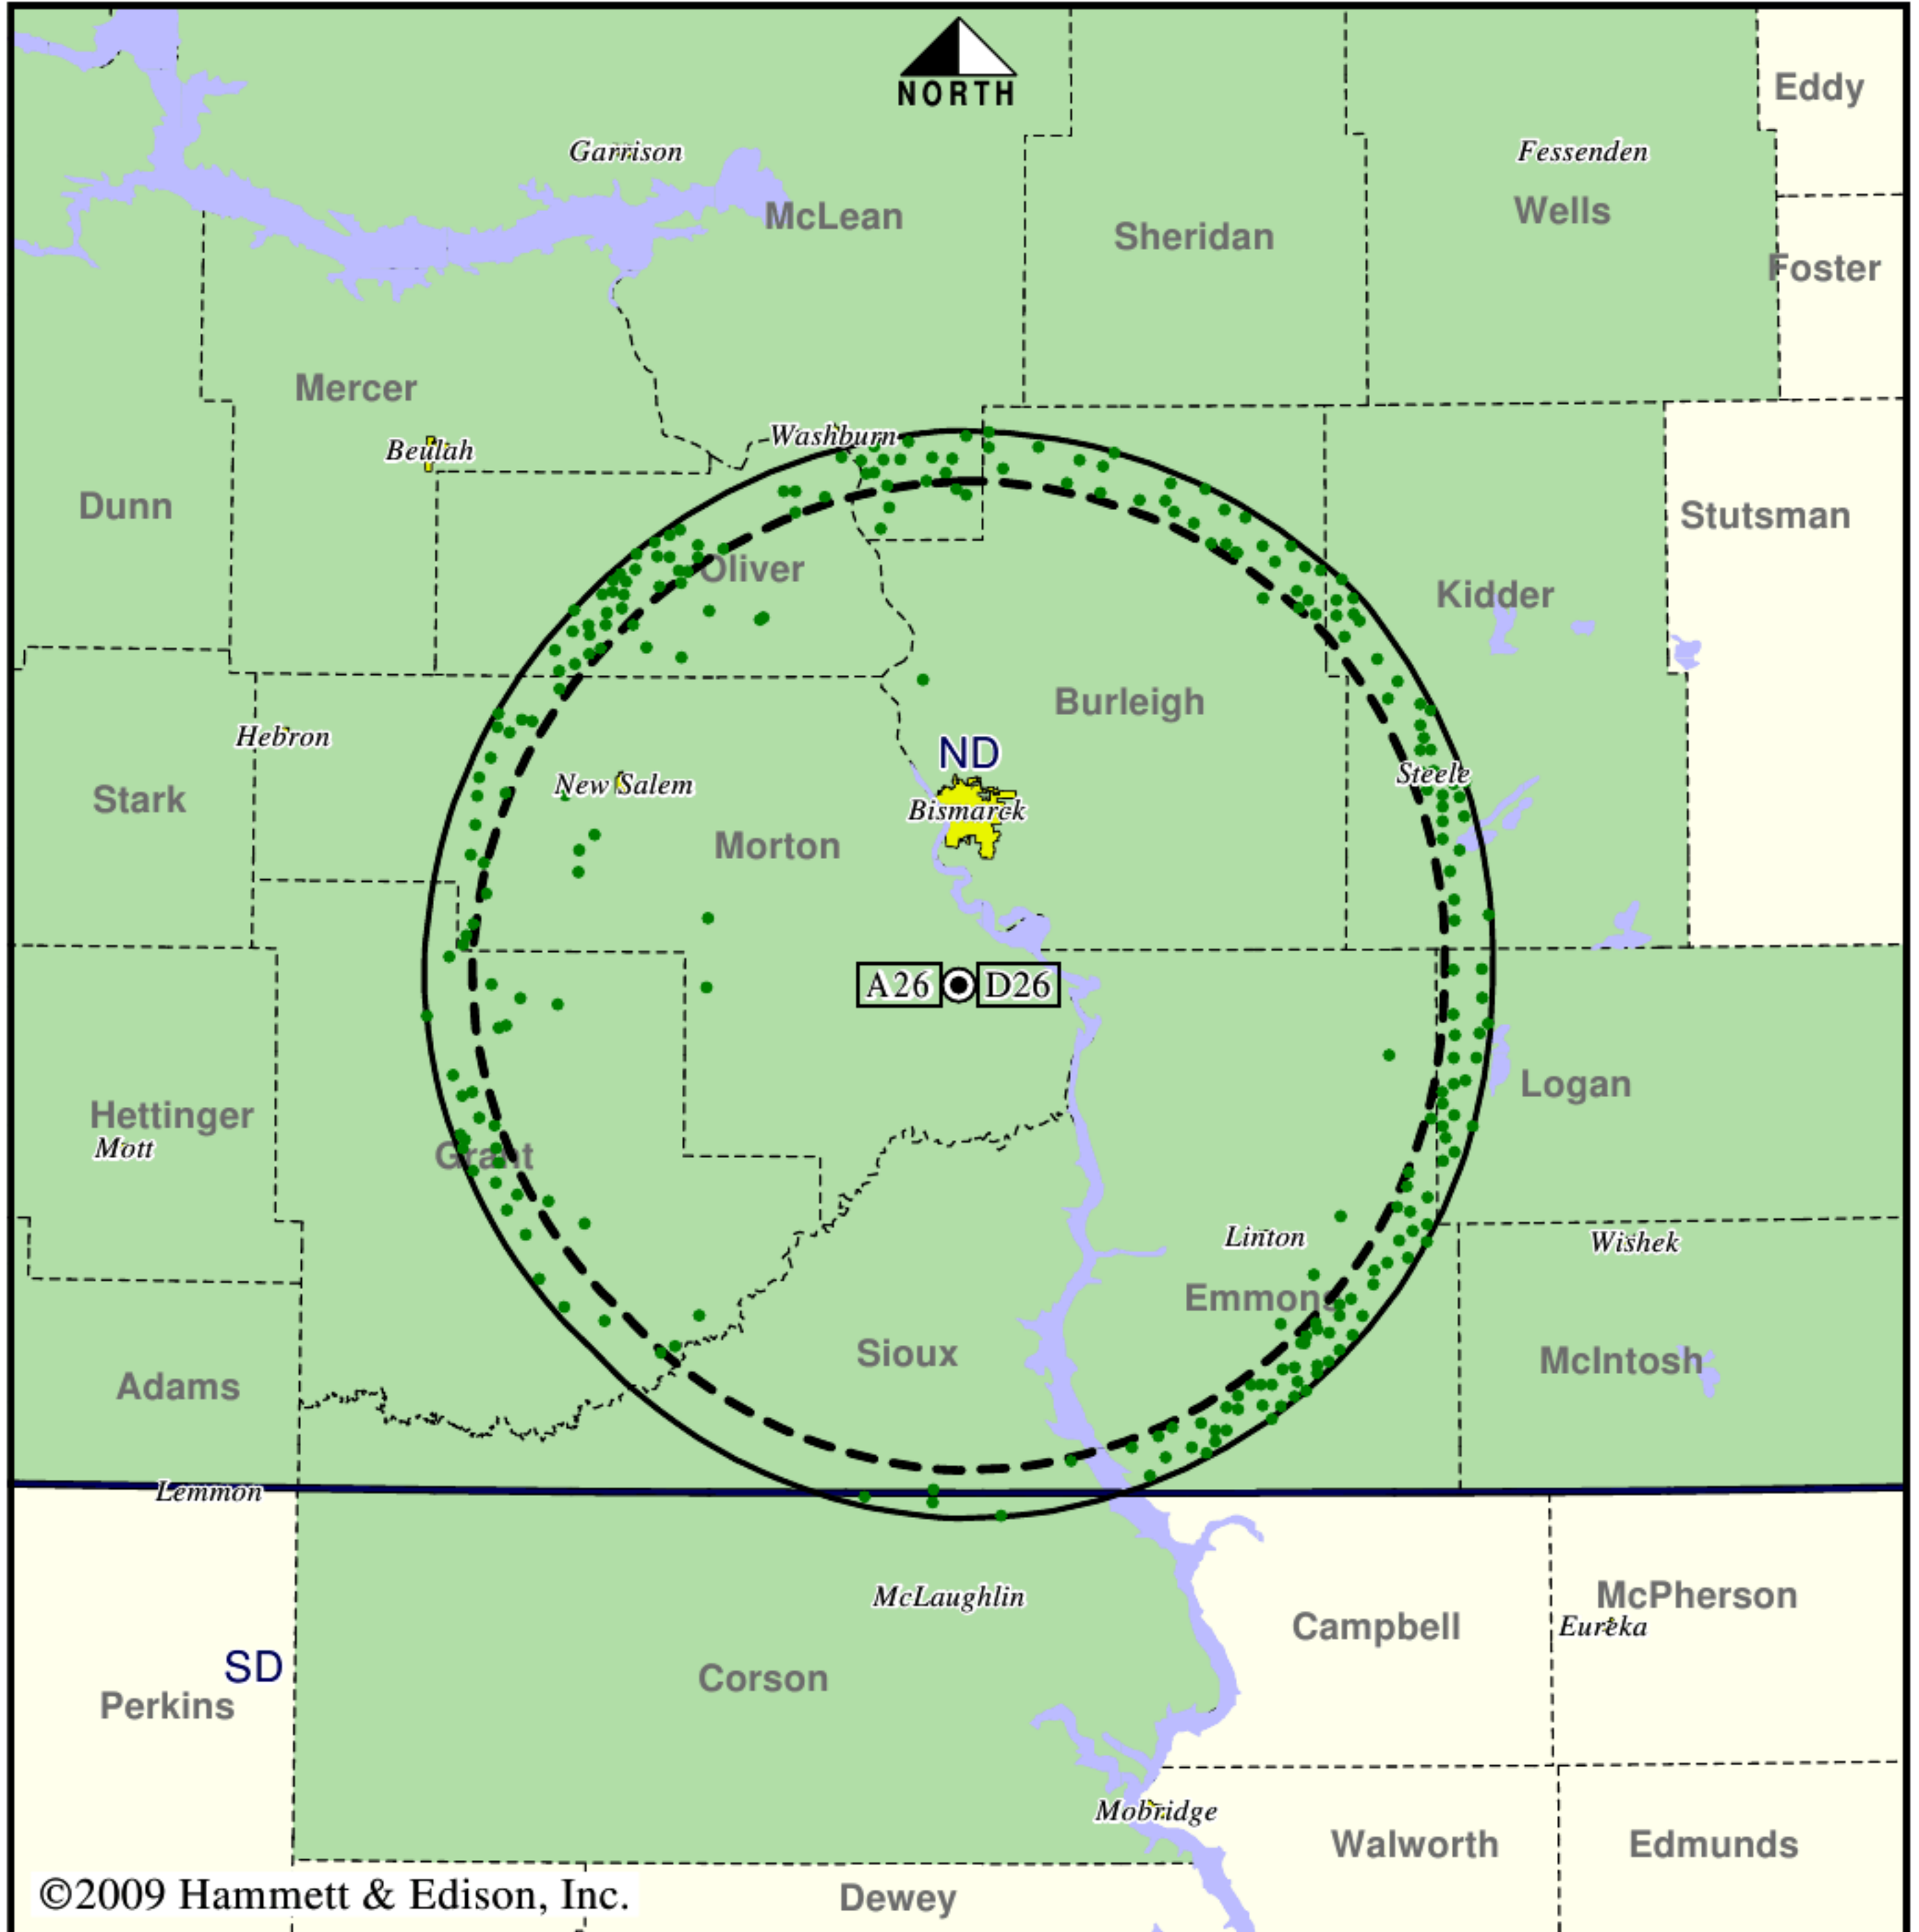 NORTH
Eddy
Garrison
Fessenden
McLean
Wells
Sheridan
Foster
Mercer
Washburn
Beulah
Dunn
Stutsman
Oliver
Kidder
Burleigh
Hebron
ND
New Salem
Steele
Stark
Bismarck
Morton
A26 D26
Logan
Hettinger
Mott
Grant
Linton
Wishek
Emmons
Sioux
McIntosh
Adams
Lemmon
McLaughlin
McPherson
Campbell
Eureka
SD
Corson
Perkins
Mobridge
Walworth
Edmunds
©2009 Hammett & Edison, Inc.
Dewey